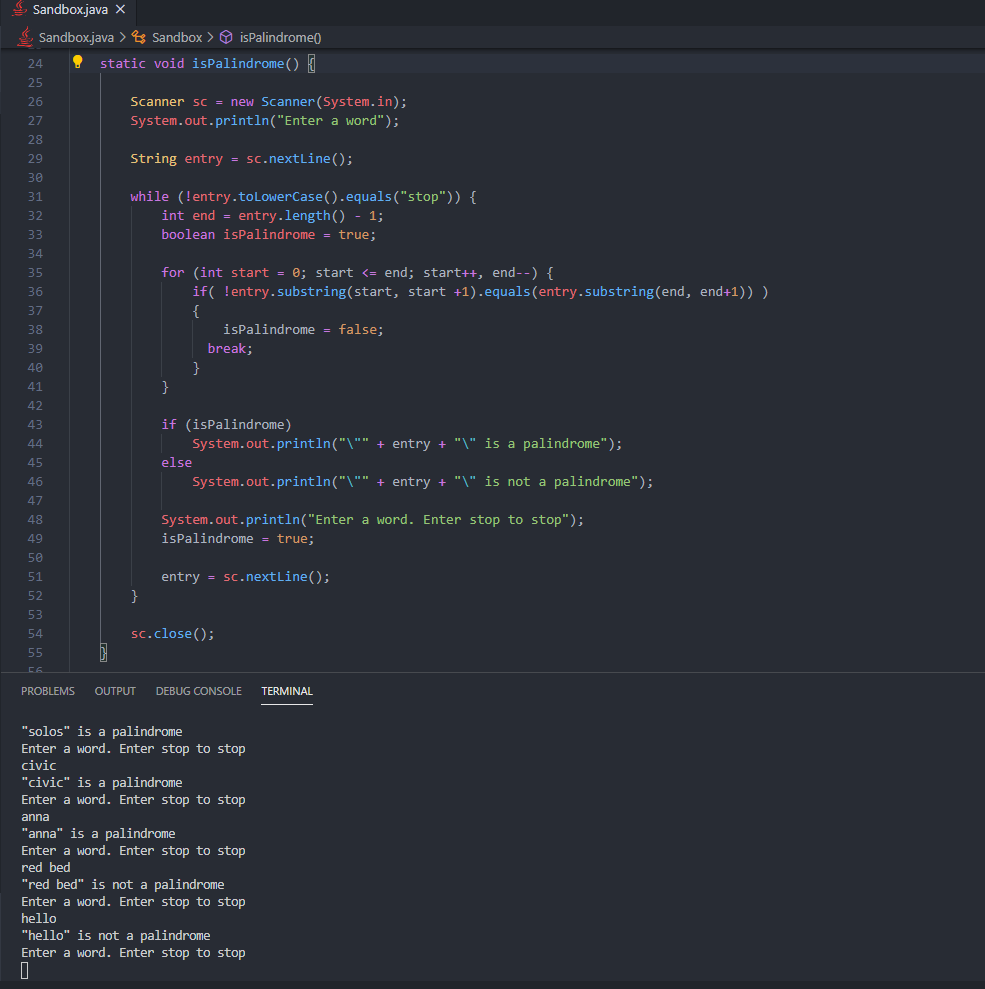 Sandbox.java ×
Sandbox.java > Sandbox > isPalindrome()
24 static void isPalindrome() {
25
26 Scanner sc = new Scanner(System.in);
27 System.out.println("Enter a word");
28
29 String entry = sc.nextLine();
30
31 while (!entry.toLowerCase().equals("stop")) {
32 int end = entry.length() - 1;
33 boolean isPalindrome = true;
34
35 for (int start = 0; start <= end; start++, end--) {
36 if( !entry.substring(start, start +1).equals(entry.substring(end, end+1)) )
37 {
38 isPalindrome = false;
39 break;
40 }
41 }
42
43 if (isPalindrome)
44 System.out.println("\"" + entry + "\" is a palindrome");
45 else
46 System.out.println("\"" + entry + "\" is not a palindrome");
47
48 System.out.println("Enter a word. Enter stop to stop");
49 isPalindrome = true;
50
51 entry = sc.nextLine();
52 }
53
54 sc.close();
55 }
56
PROBLEMS OUTPUT DEBUG CONSOLE TERMINAL
"solos" is a palindrome
Enter a word. Enter stop to stop
civic
"civic" is a palindrome
Enter a word. Enter stop to stop
anna
"anna" is a palindrome
Enter a word. Enter stop to stop
red bed
"red bed" is not a palindrome
Enter a word. Enter stop to stop
hello
"hello" is not a palindrome
Enter a word. Enter stop to stop